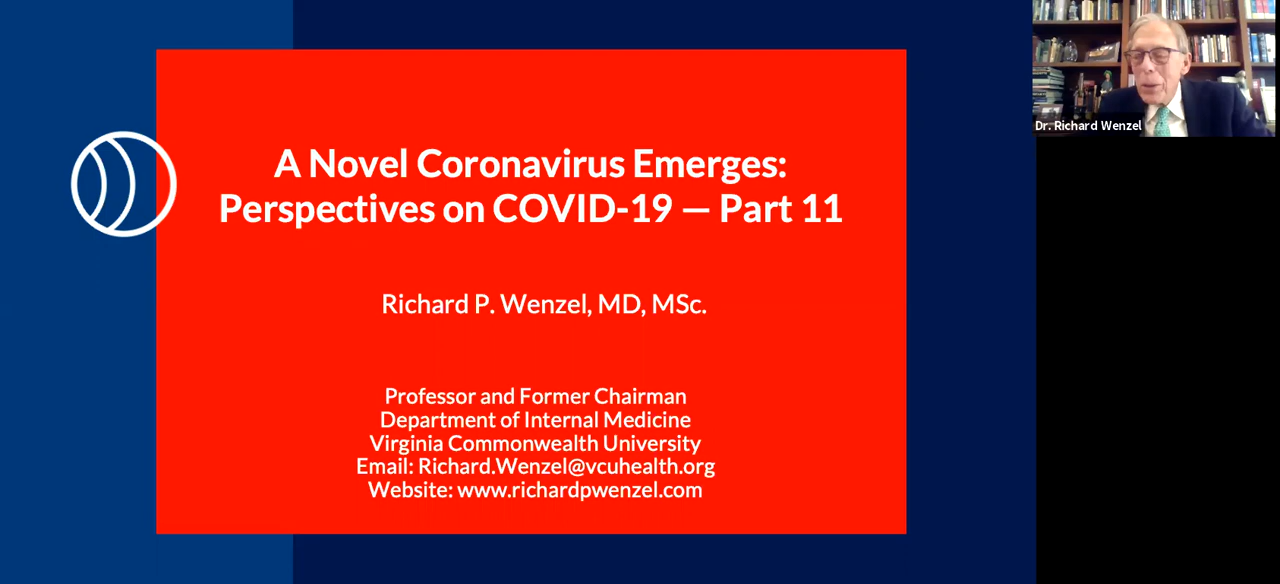 A Novel Coronavirus Emerges:
Perspectives on COVID-19 — Part 11
Richard P. Wenzel, MD, MSc.
Professor and Former Chairman
Department of Internal Medicine
Virginia Commonwealth University
Email: Richard.Wenzel@vcuhealth.org
Website: www.richardpwenzel.com
Dr. Richard Wenzel